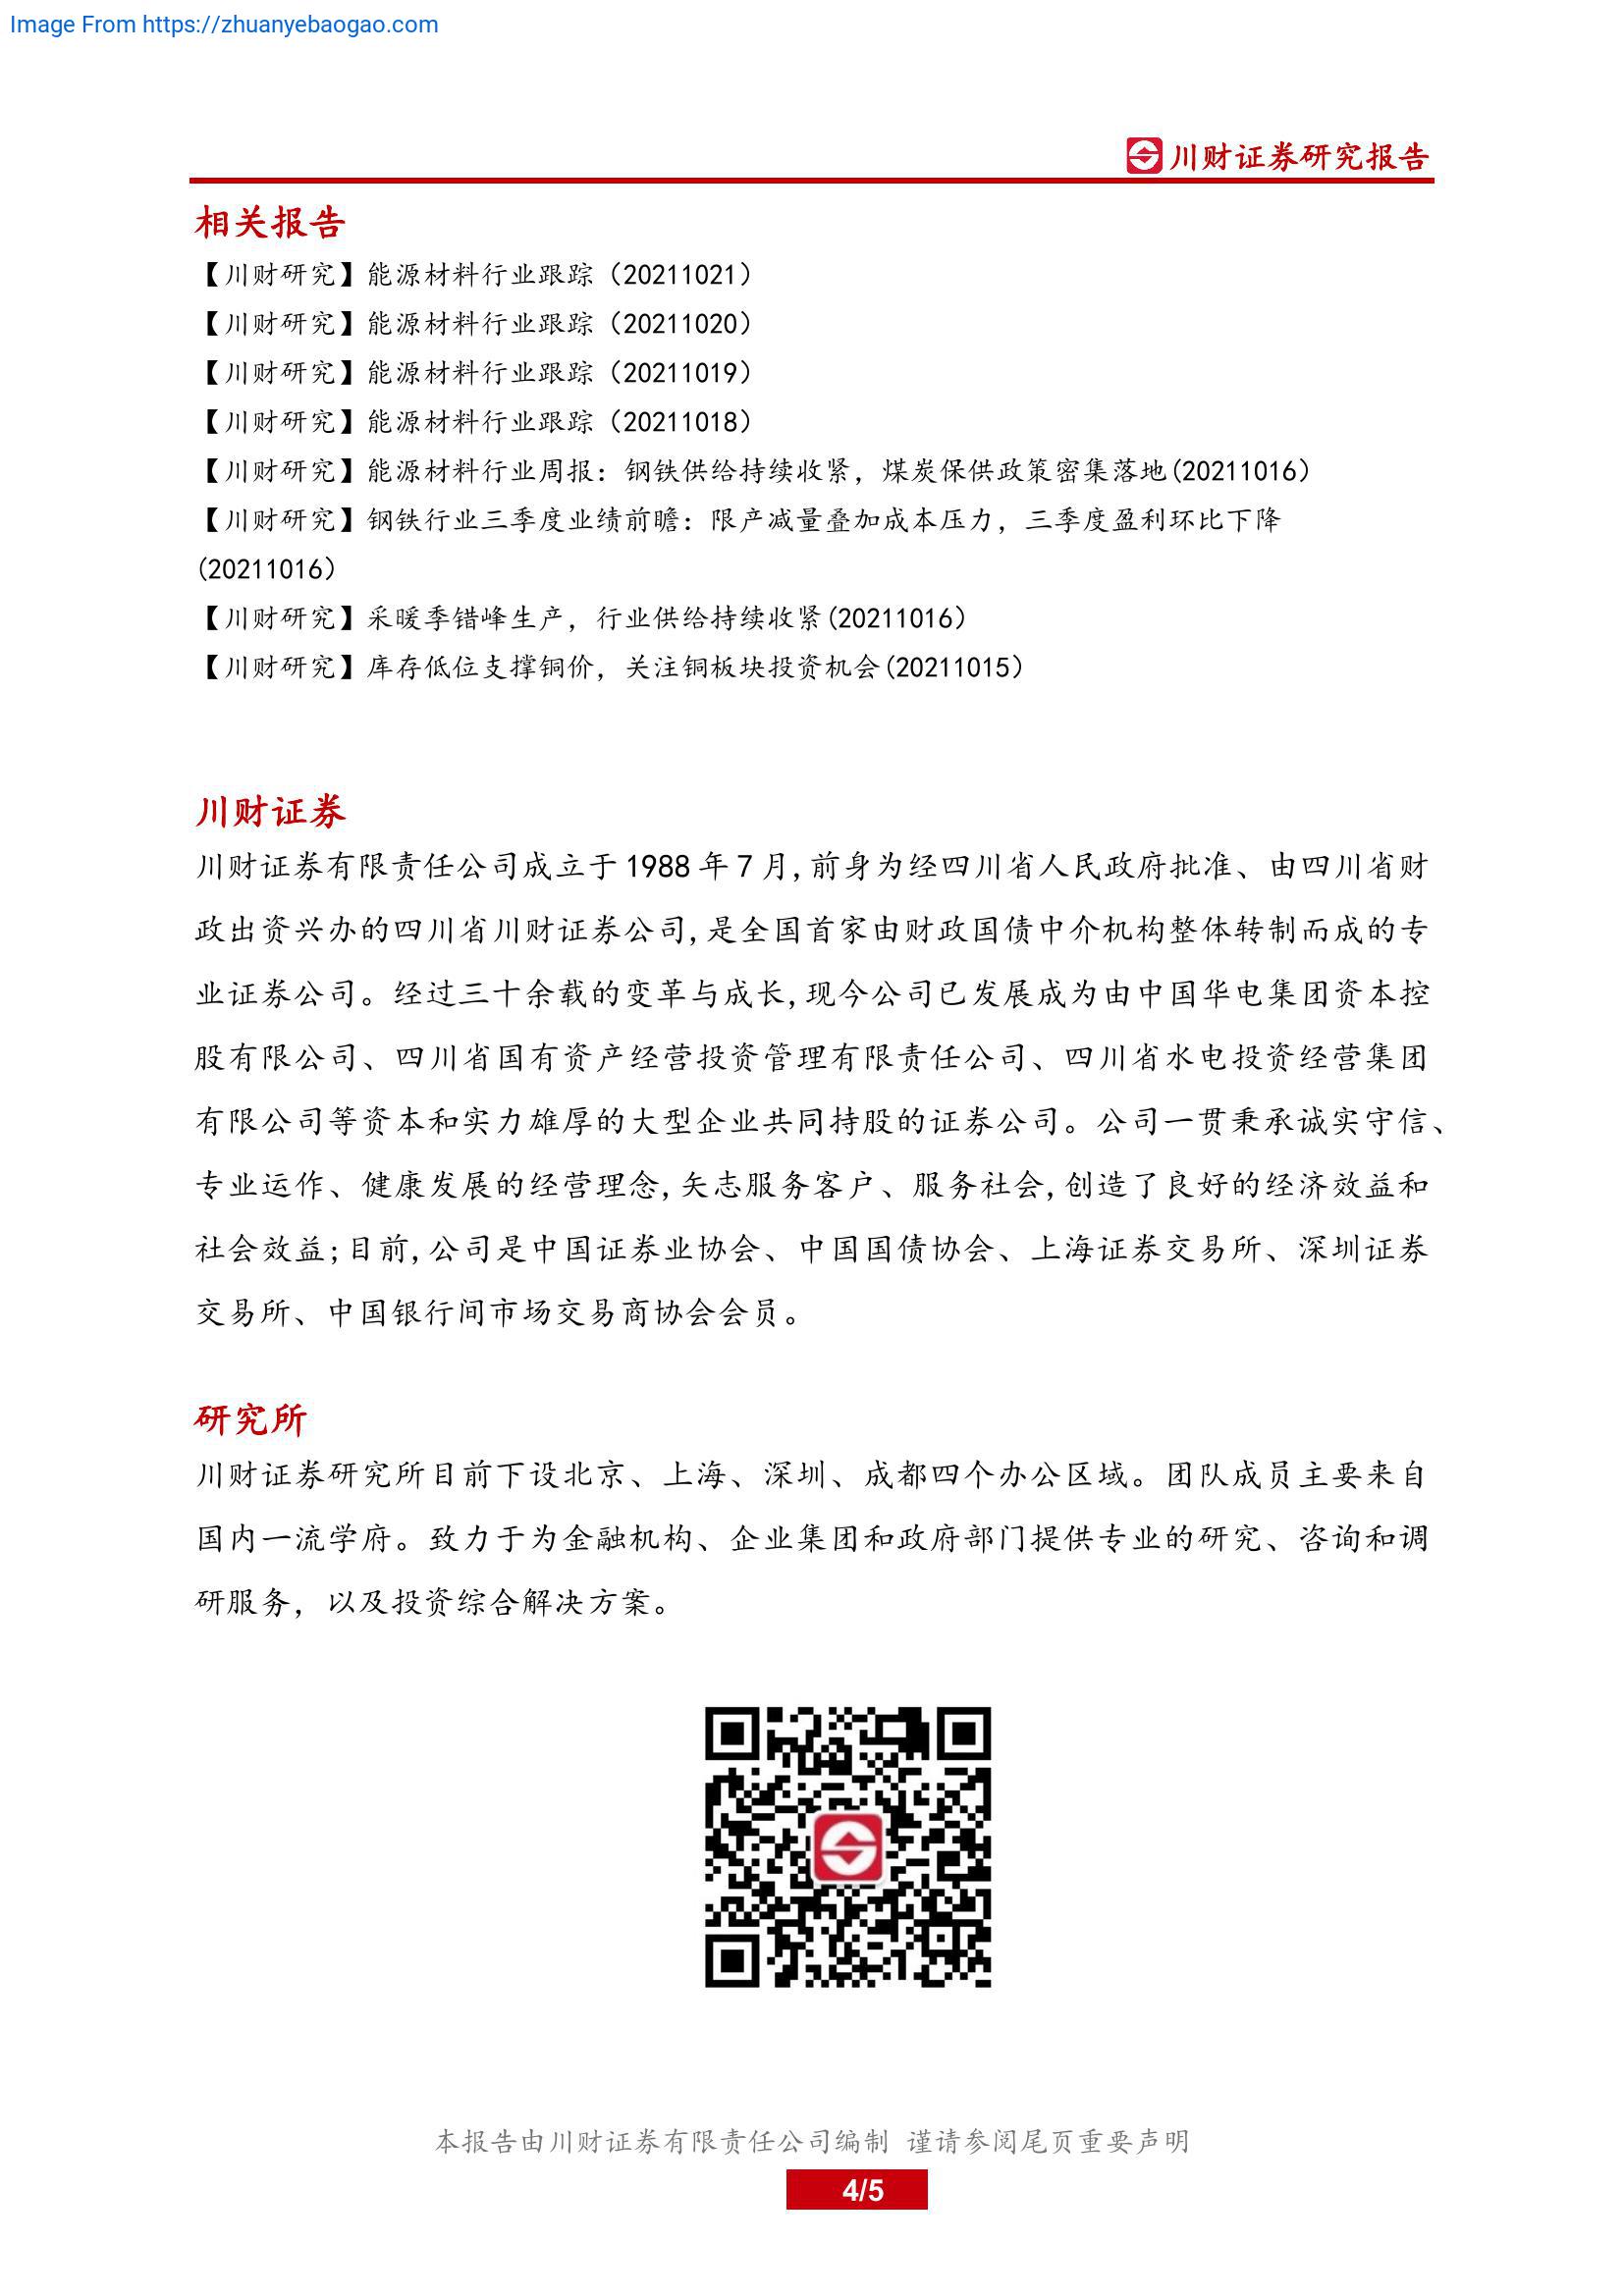 Image From https://zhuanyebaogao.com
川财证券研究报告
相关报告
【川财研究】能源材料行业跟踪（20211021）
【川财研究】能源材料行业跟踪（20211020）
【川财研究】能源材料行业跟踪（20211019）
【川财研究】能源材料行业跟踪（20211018）
【川财研究】能源材料行业周报：钢铁供给持续收紧，煤炭保供政策密集落地(20211016）
【川财研究】钢铁行业三季度业绩前瞻：限产减量叠加成本压力，三季度盈利环比下降
(20211016）
【川财研究】采暖季错峰生产，行业供给持续收紧(20211016）
【川财研究】库存低位支撑铜价，关注铜板块投资机会(20211015）
川财证券
川财证券有限责任公司成立于 1988 年 7 月,前身为经四川省人民政府批准、由四川省财
政出资兴办的四川省川财证券公司,是全国首家由财政国债中介机构整体转制而成的专
业证券公司。经过三十余载的变革与成长,现今公司已发展成为由中国华电集团资本控
股有限公司、四川省国有资产经营投资管理有限责任公司、四川省水电投资经营集团
有限公司等资本和实力雄厚的大型企业共同持股的证券公司。公司一贯秉承诚实守信、
专业运作、健康发展的经营理念,矢志服务客户、服务社会,创造了良好的经济效益和
社会效益;目前,公司是中国证券业协会、中国国债协会、上海证券交易所、深圳证券
交易所、中国银行间市场交易商协会会员。
研究所
川财证券研究所目前下设北京、上海、深圳、成都四个办公区域。团队成员主要来自
国内一流学府。致力于为金融机构、企业集团和政府部门提供专业的研究、咨询和调
研服务，以及投资综合解决方案。
本报告由川财证券有限责任公司编制 谨请参阅尾页重要声明
4/5